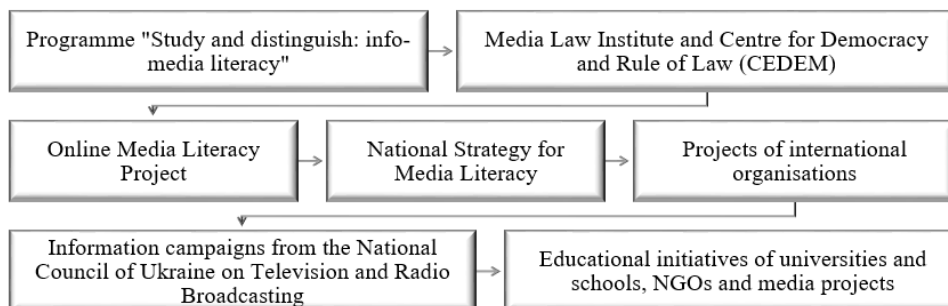 Programme "Study and distinguish: info-
media literacy"
Media Law Institute and Centre for Democracy
and Rule of Law (CEDEM)
Online Media Literacy
Project
National Strategy for
Media Literacy
Projects of international
organisations
Information campaigns from the National
Council of Ukraine on Television and Radio
Broadcasting
Educational initiatives of universities and
schools, NGOs and media projects